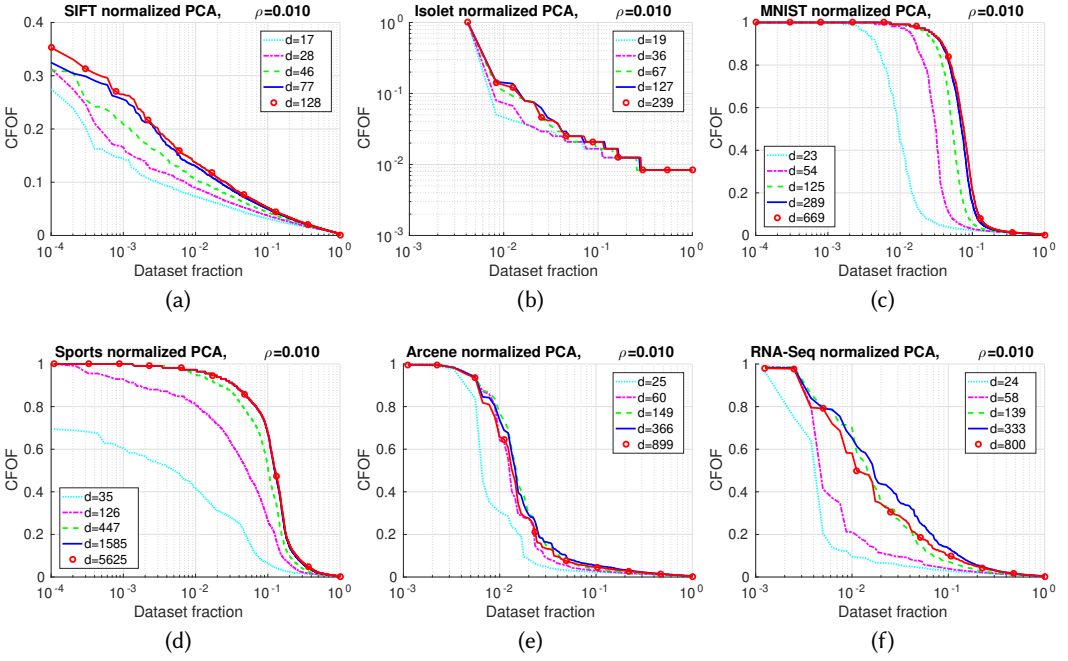 SIFT normalized PCA, ρ=0.010
CFOF
0.4
0.3
0.2
0.1
0
d=17
d=28
d=46
d=77
d=128
10^-4 10^-3 10^-2 10^-1 10^0
Dataset fraction
(a)
Isolet normalized PCA, ρ=0.010
CFOF
10^0
10^-1
10^-2
10^-3
d=19
d=36
d=67
d=127
d=239
10^-3 10^-2 10^-1 10^0
Dataset fraction
(b)
MNIST normalized PCA, ρ=0.010
CFOF
1
0.8
0.6
0.4
0.2
0
d=23
d=54
d=125
d=289
d=669
10^-4 10^-3 10^-2 10^-1 10^0
Dataset fraction
(c)
Sports normalized PCA, ρ=0.010
CFOF
1
0.8
0.6
0.4
0.2
0
d=35
d=126
d=447
d=1585
d=5625
10^-4 10^-3 10^-2 10^-1 10^0
Dataset fraction
(d)
Arcene normalized PCA, ρ=0.010
CFOF
1
0.8
0.6
0.4
0.2
0
d=25
d=60
d=149
d=366
d=899
10^-3 10^-2 10^-1 10^0
Dataset fraction
(e)
RNA-Seq normalized PCA, ρ=0.010
CFOF
1
0.8
0.6
0.4
0.2
0
d=24
d=58
d=139
d=333
d=800
10^-3 10^-2 10^-1 10^0
Dataset fraction
(f)